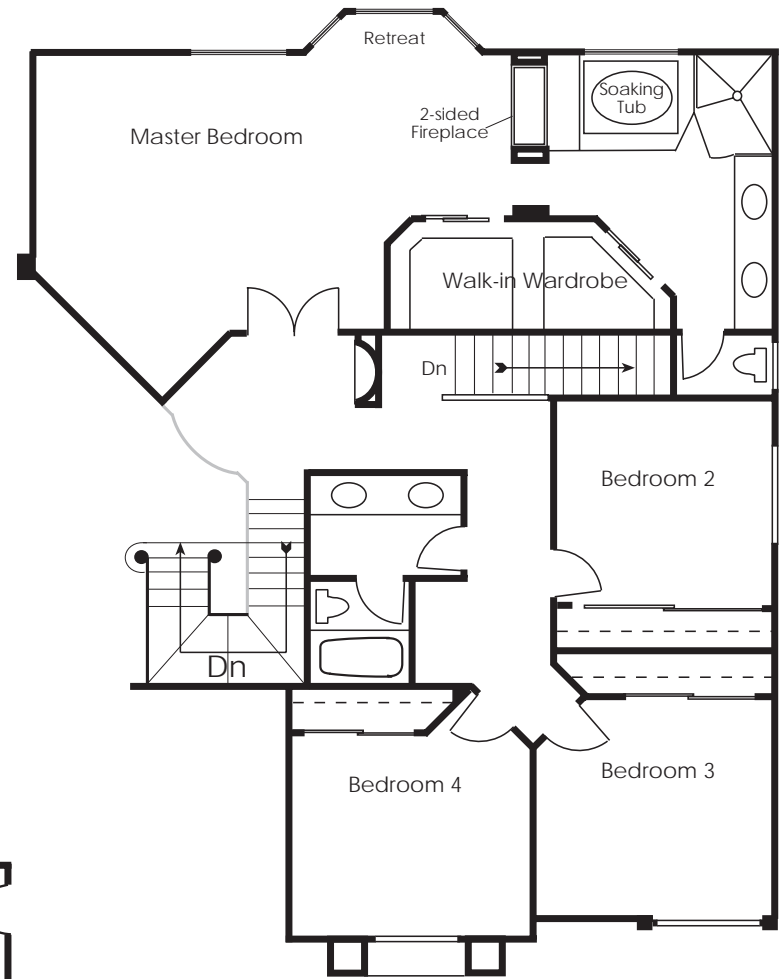 Retreat
Soaking
Tub
2-sided
Fireplace
Master Bedroom
Walk-in Wardrobe
Dn
Bedroom 2
Dn
Bedroom 3
Bedroom 4